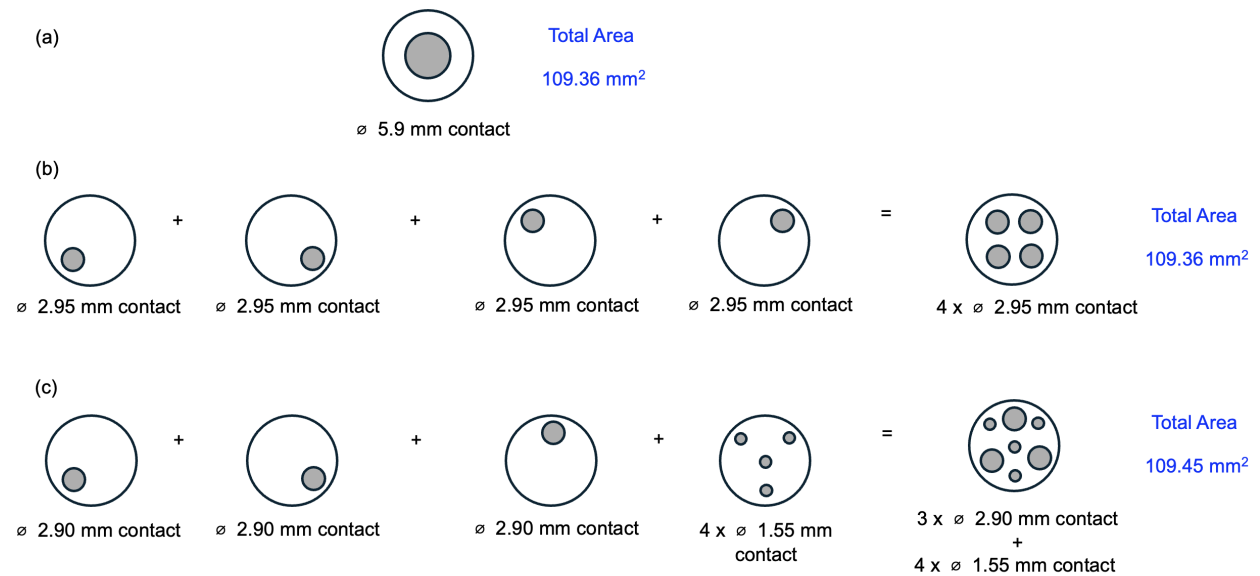 (a)
Total Area
109.36 mm²
⌀ 5.9 mm contact
(b)
+ + + =
Total Area
109.36 mm²
⌀ 2.95 mm contact ⌀ 2.95 mm contact ⌀ 2.95 mm contact ⌀ 2.95 mm contact 4 x ⌀ 2.95 mm contact
(c)
+ + + =
Total Area
109.45 mm²
⌀ 2.90 mm contact ⌀ 2.90 mm contact ⌀ 2.90 mm contact 4 x ⌀ 1.55 mm
contact
3 x ⌀ 2.90 mm contact
+
4 x ⌀ 1.55 mm contact